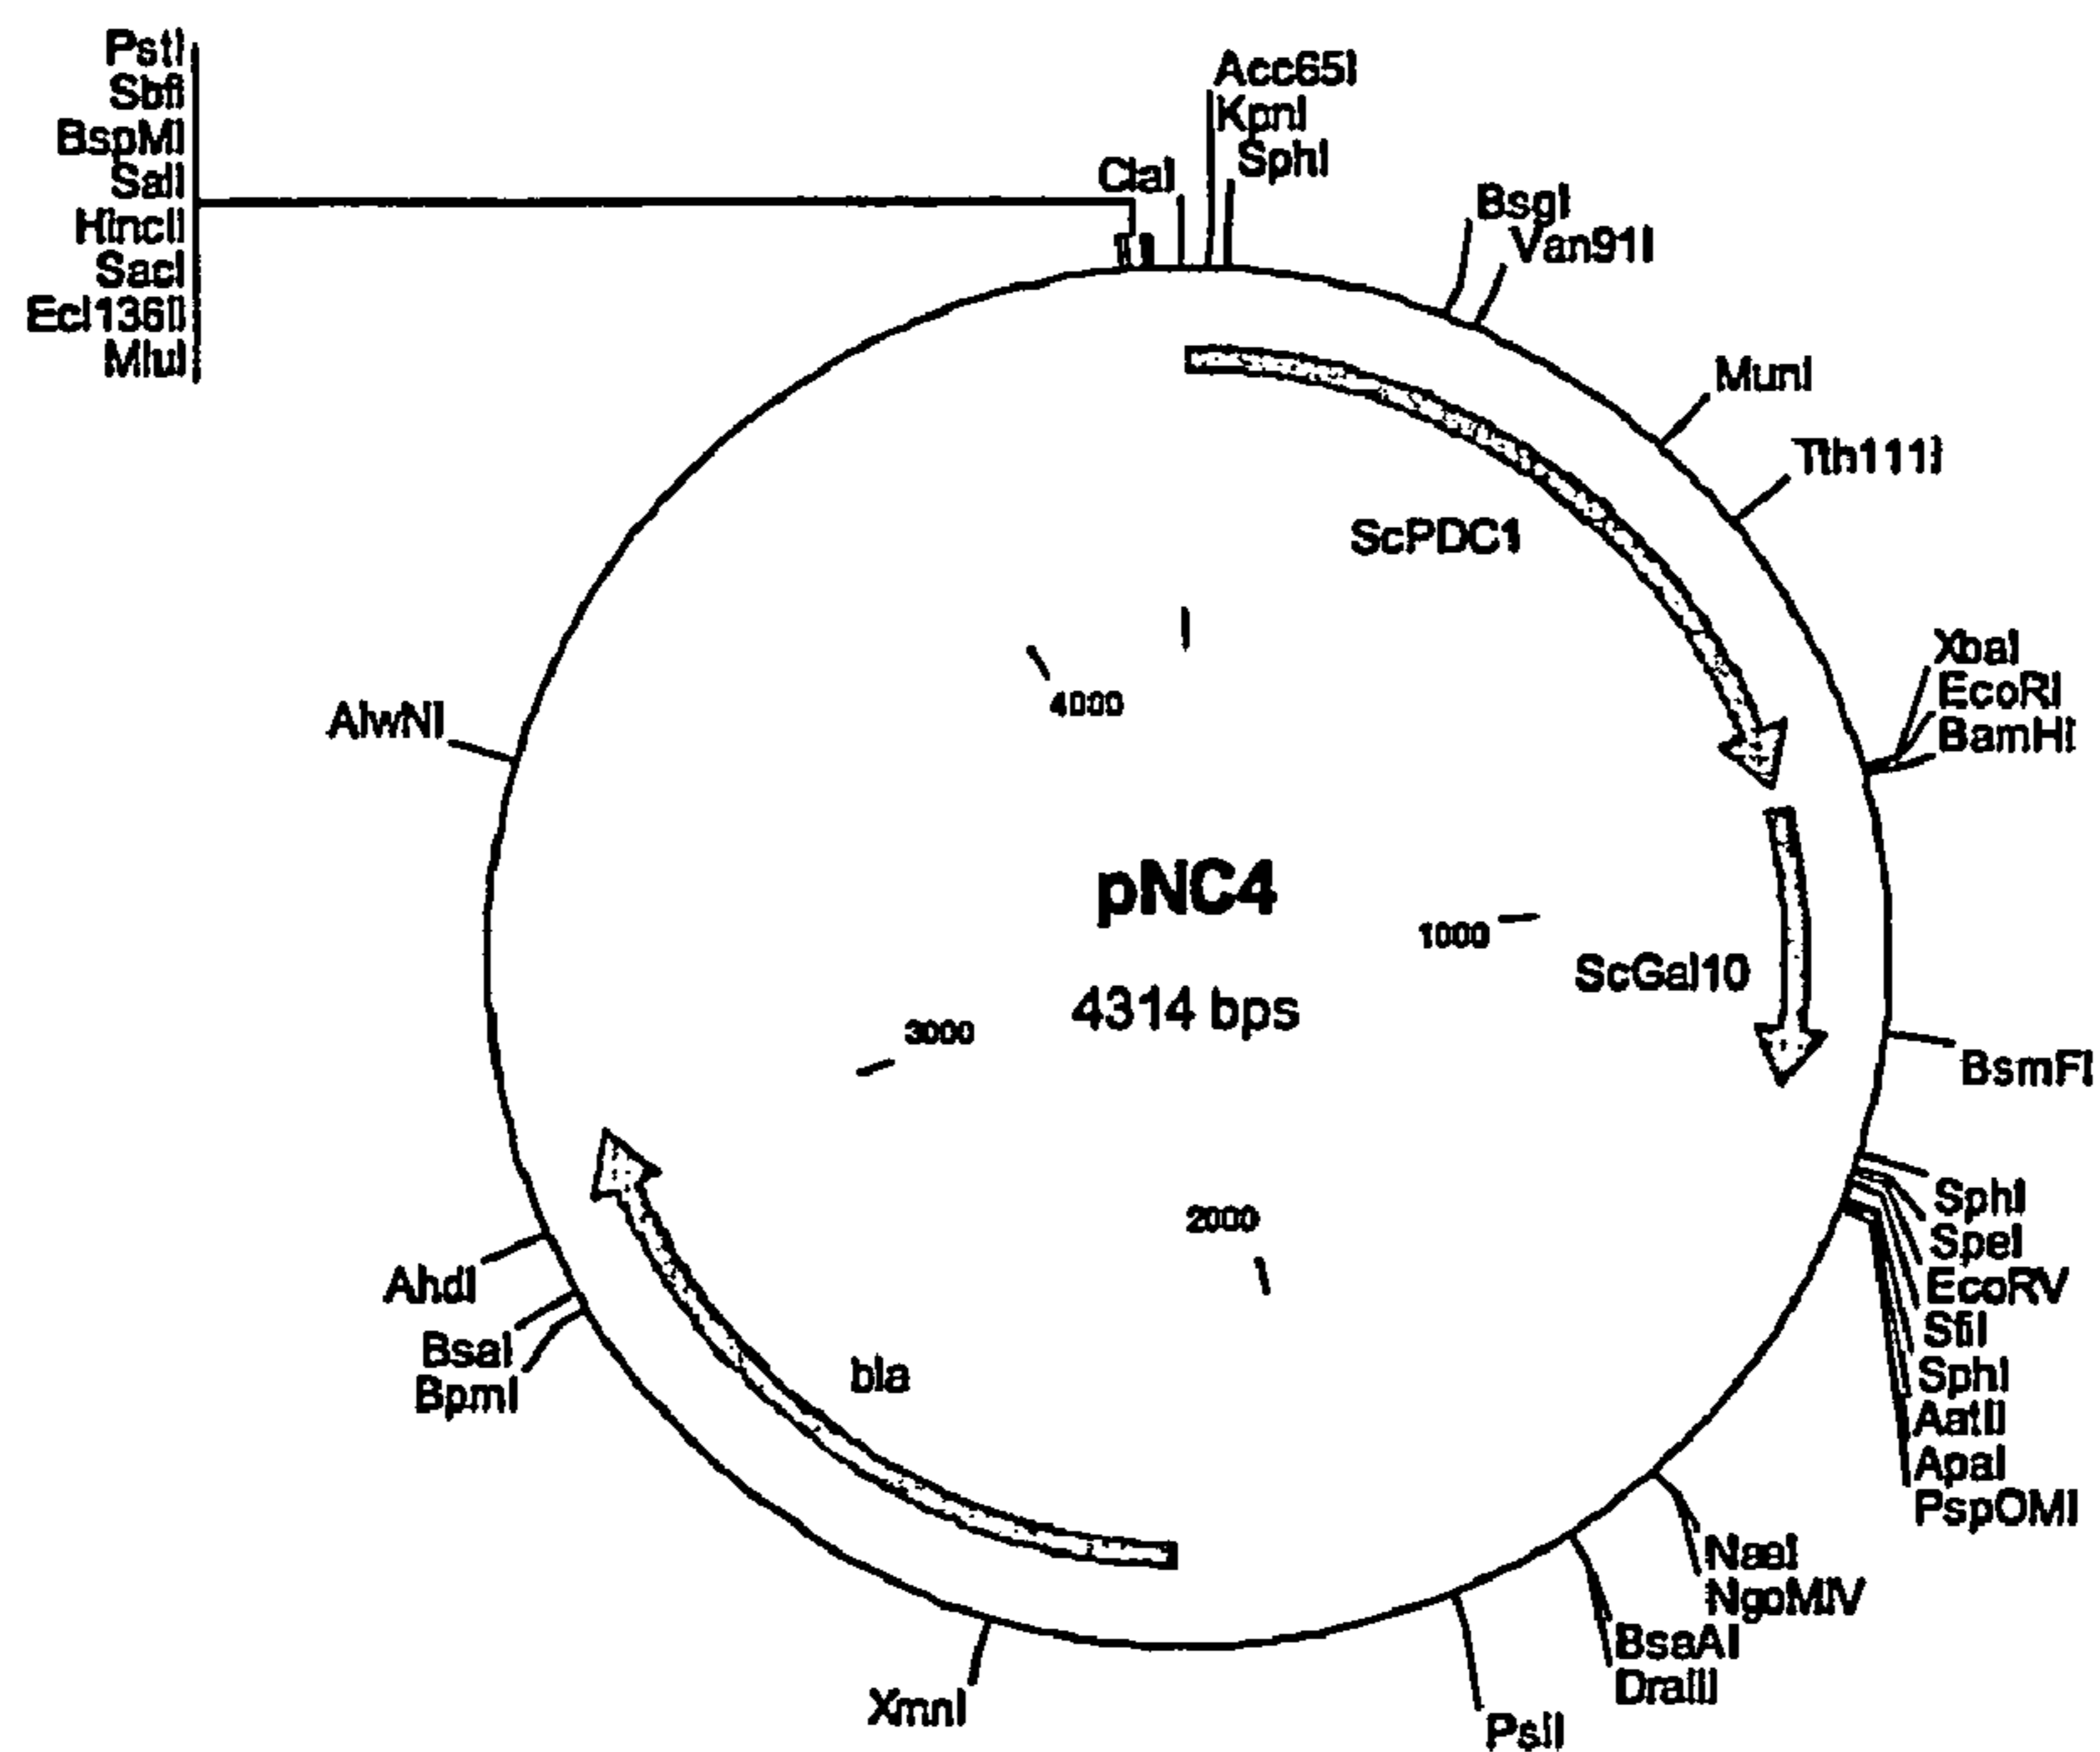 PstI
SbfI
BspMI
SalI
HincII
SacI
Ecl136II
MluI
ClaI
Acc65I
KpnI
SphI
BsgI
Van91I
MunI
Tth111I
ScPDC1
XbaI
EcoRI
BamHI
AlwNI
4000
pNC4
4314 bps
1000
ScGal10
3000
BsmFI
2000
SphI
SpeI
EcoRV
SfiI
SphI
AatII
ApaI
PspOMI
AhdI
BsaI
BpmI
bla
NaeI
NgoMIV
BsaAI
DraIII
XmnI
PsiI